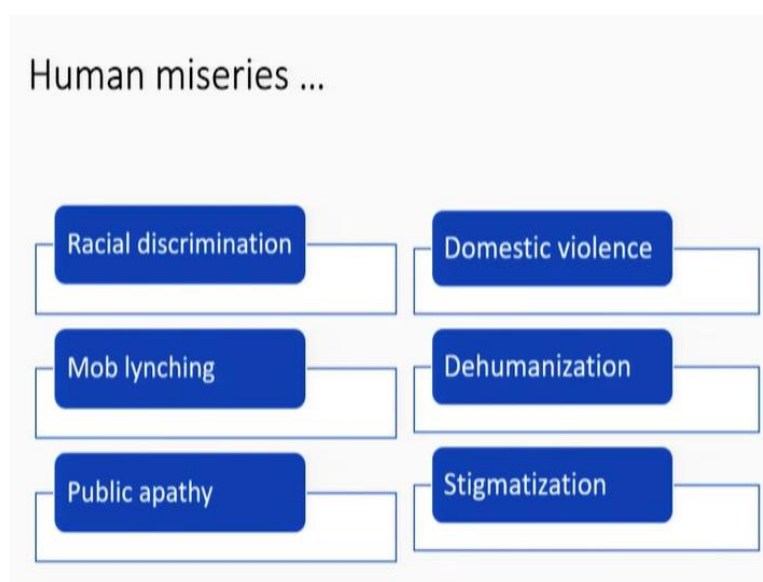 Human miseries ...
Racial discrimination
Mob lynching
Public apathy
Domestic violence
Dehumanization
Stigmatization